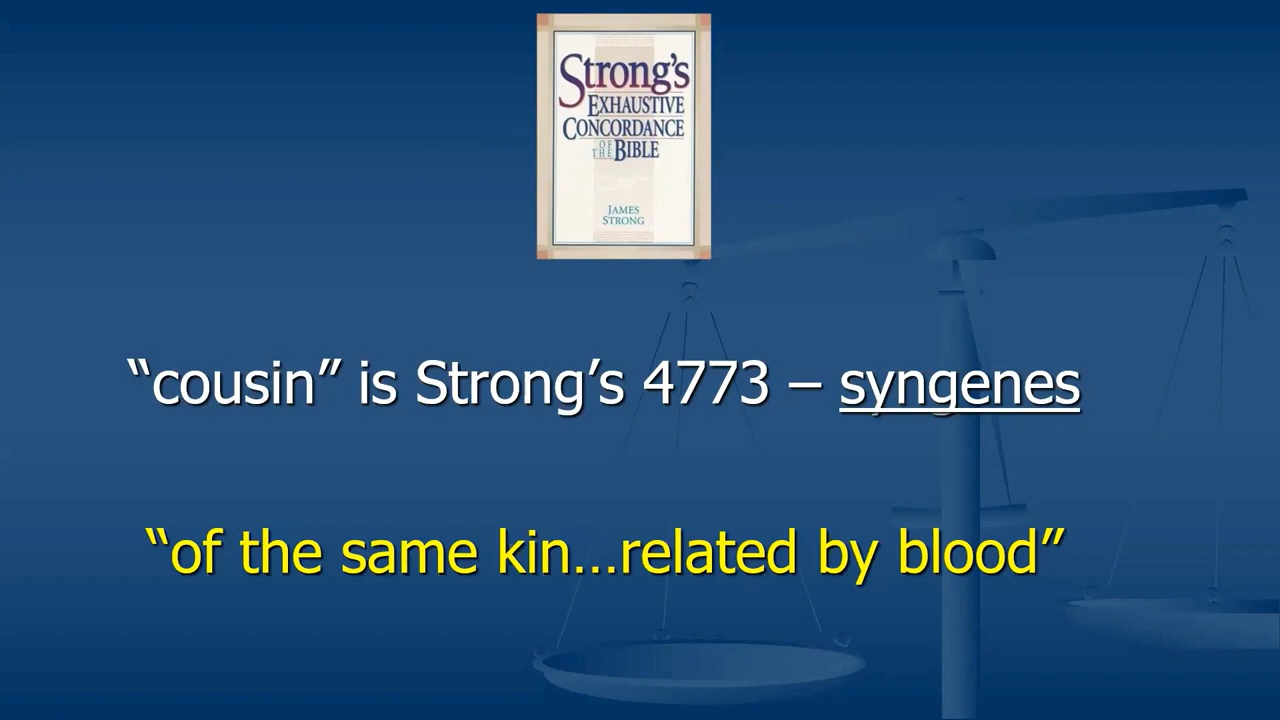 Strong's
EXHAUSTIVE
CONCORDANCE
OF THE BIBLE
JAMES
STRONG
“cousin” is Strong’s 4773 – syngenes
“of the same kin…related by blood”